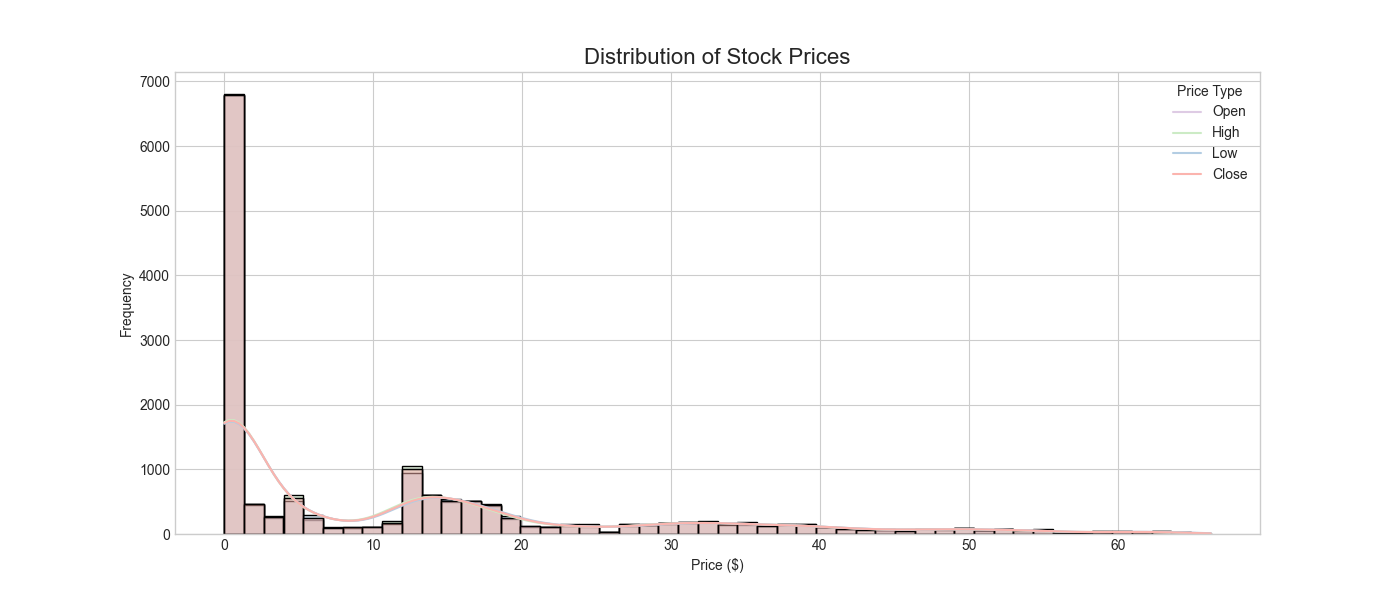 Distribution of Stock Prices
7000
6000
5000
4000
3000
2000
1000
0
Frequency
Price Type
Open
High
Low
Close
0 10 20 30 40 50 60
Price ($)